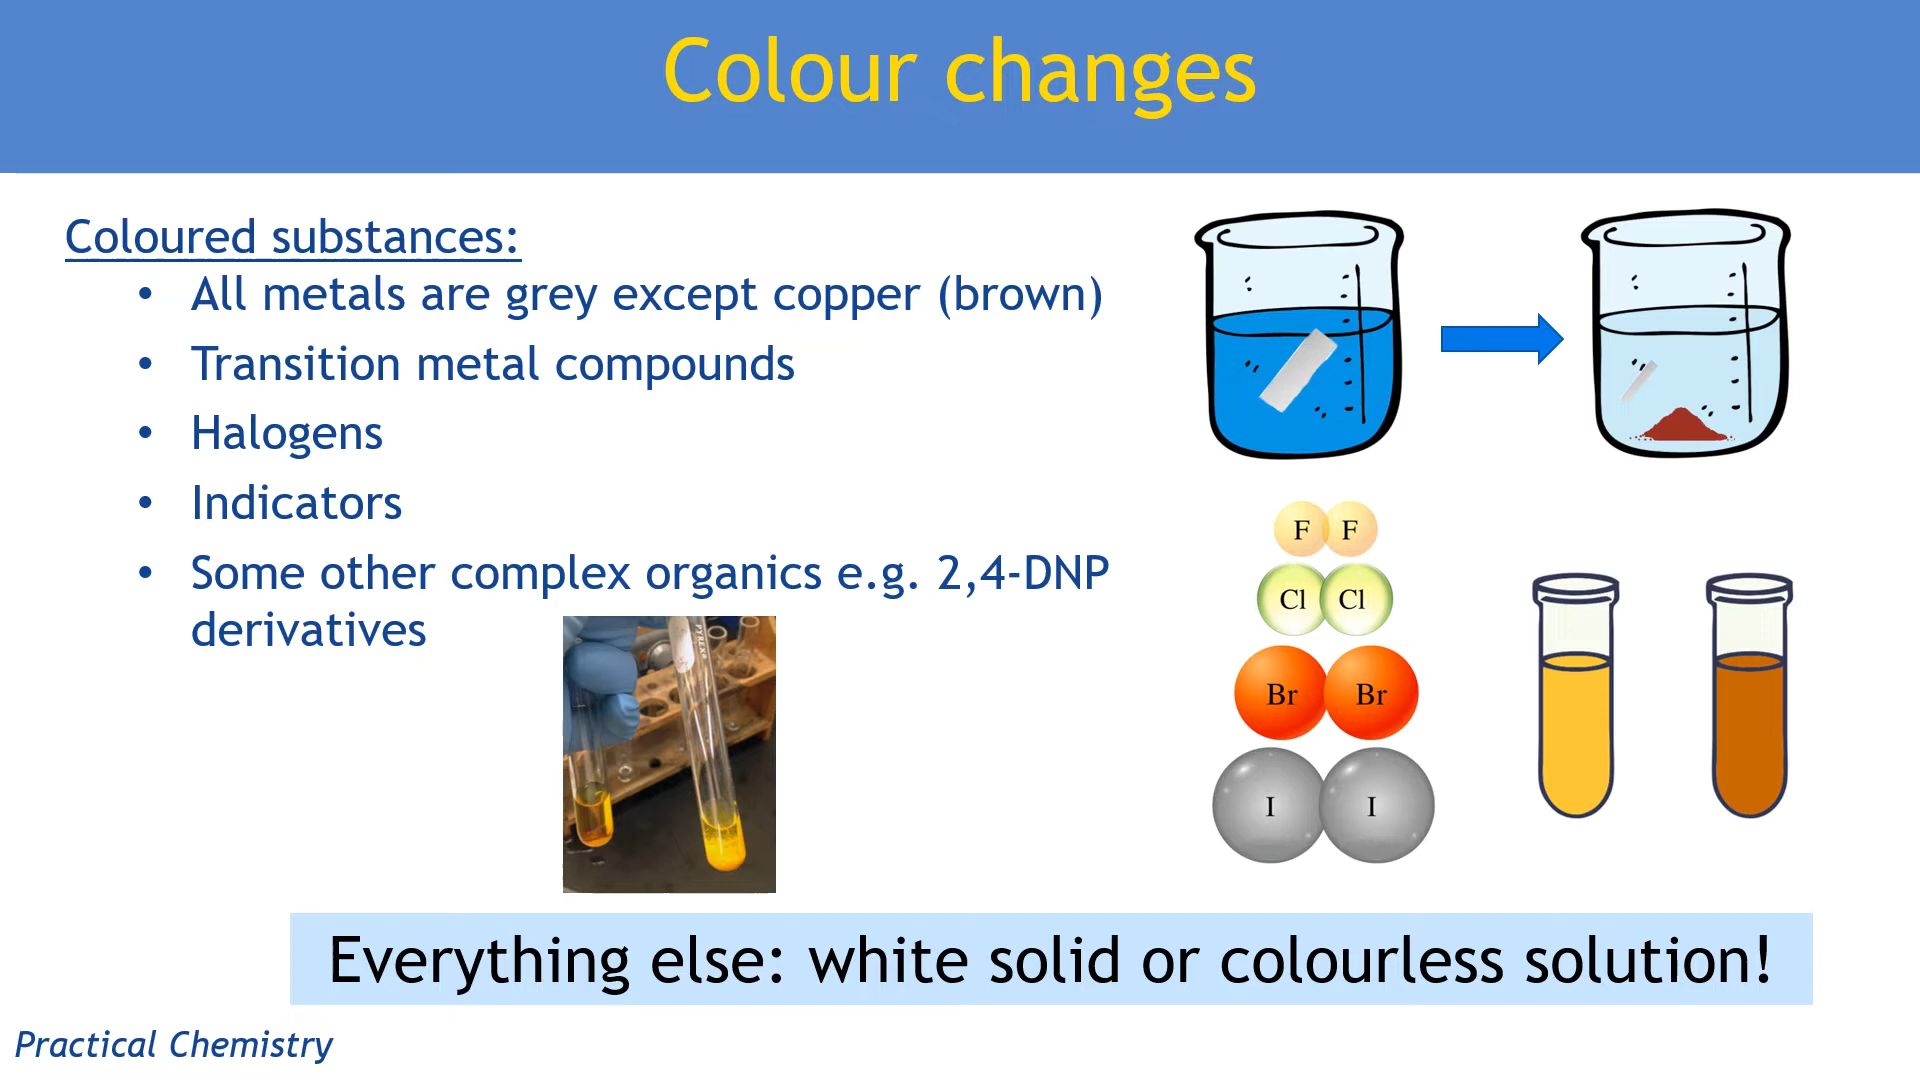 Colour changes
Coloured substances:
• All metals are grey except copper (brown)
• Transition metal compounds
• Halogens
• Indicators
• Some other complex organics e.g. 2,4-DNP
derivatives
PYREX
F F
Cl Cl
Br Br
I I
Everything else: white solid or colourless solution!
Practical Chemistry